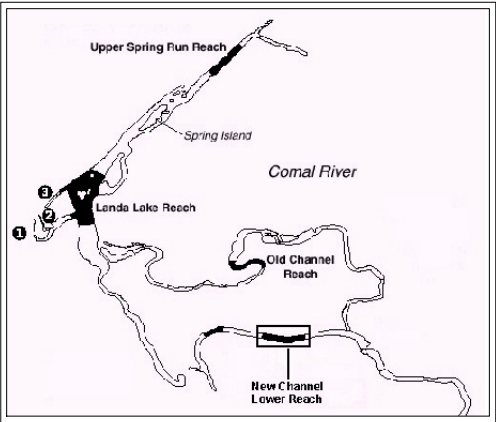 Upper Spring Run Reach
Spring Island
Comal River
3
Landa Lake Reach
2
1
Old Channel
Reach
New Channel
Lower Reach